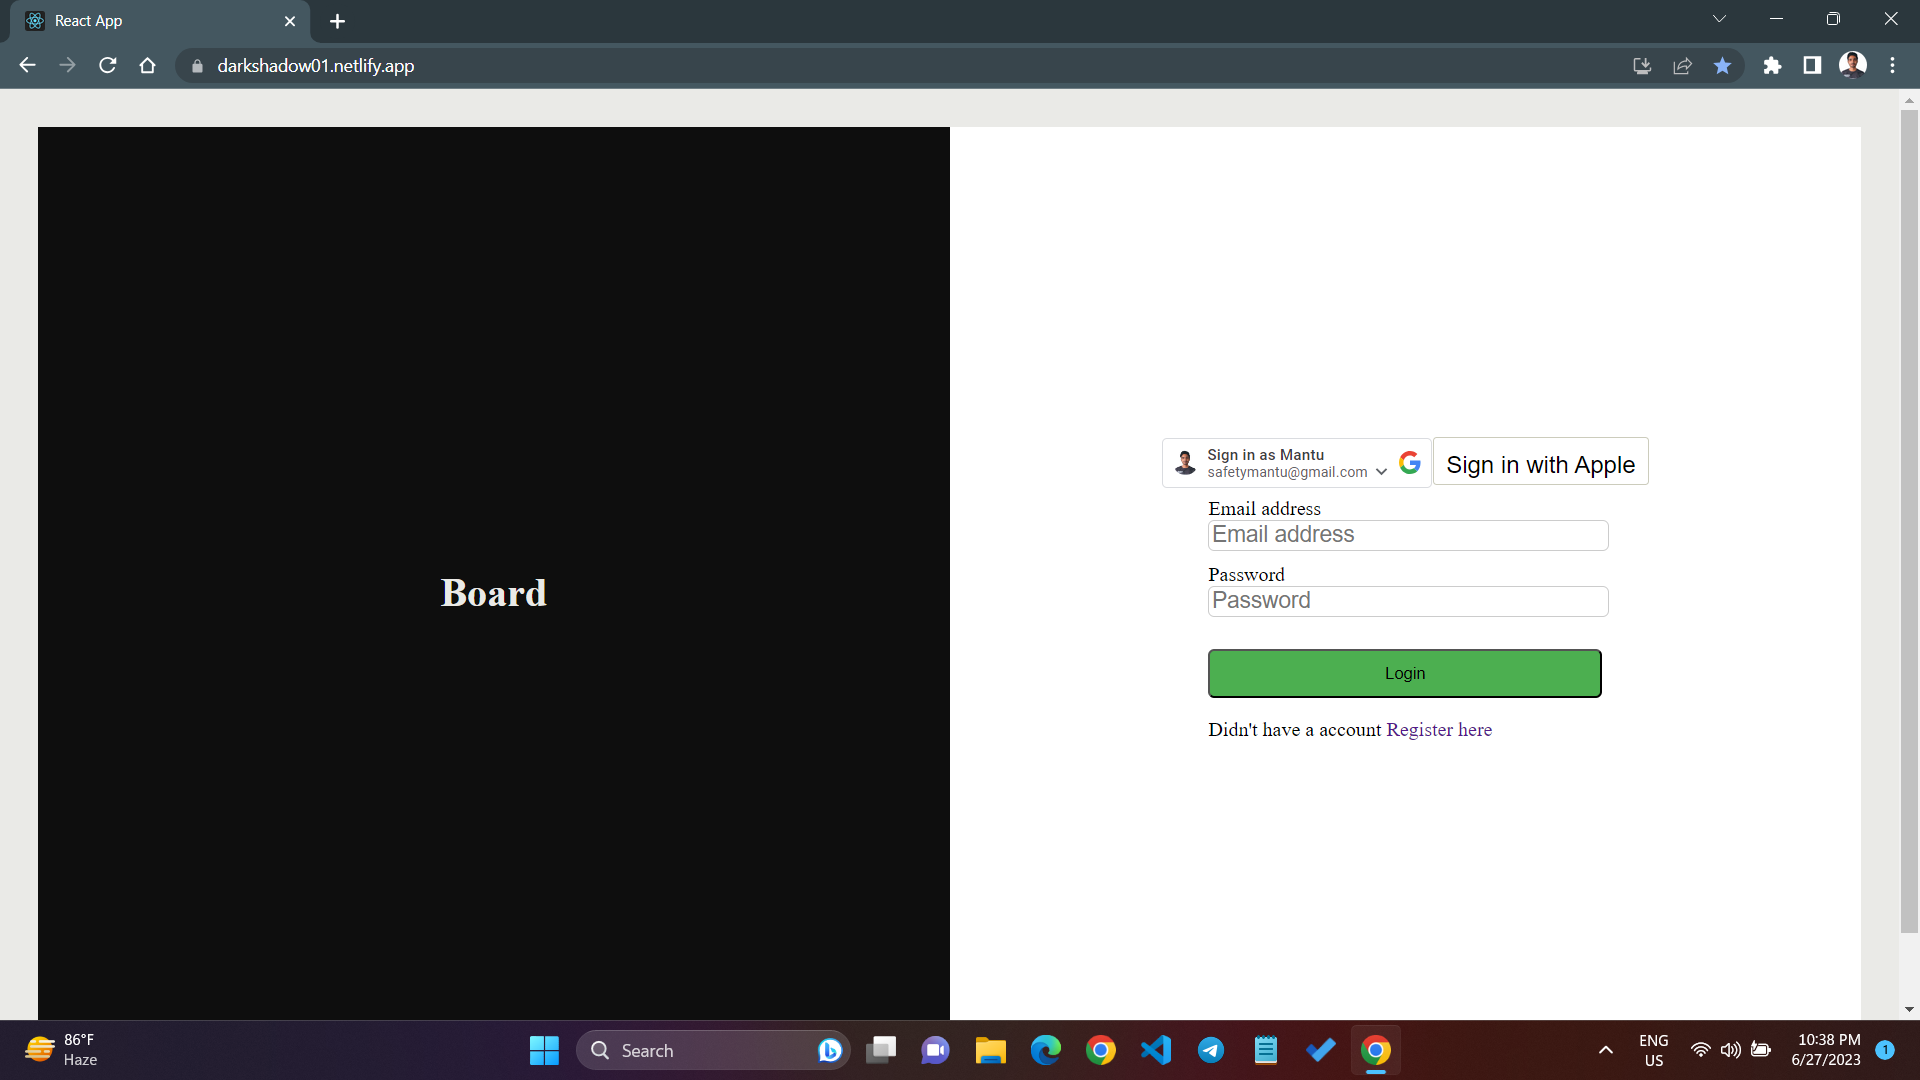 React App
darkshadow01.netlify.app
Board
Sign in as Mantu
safetymantu@gmail.com
Sign in with Apple
Email address
Email address
Password
Password
Login
Didn't have a account Register here
86°F
Haze
Search
ENG
US
10:38 PM
6/27/2023
1